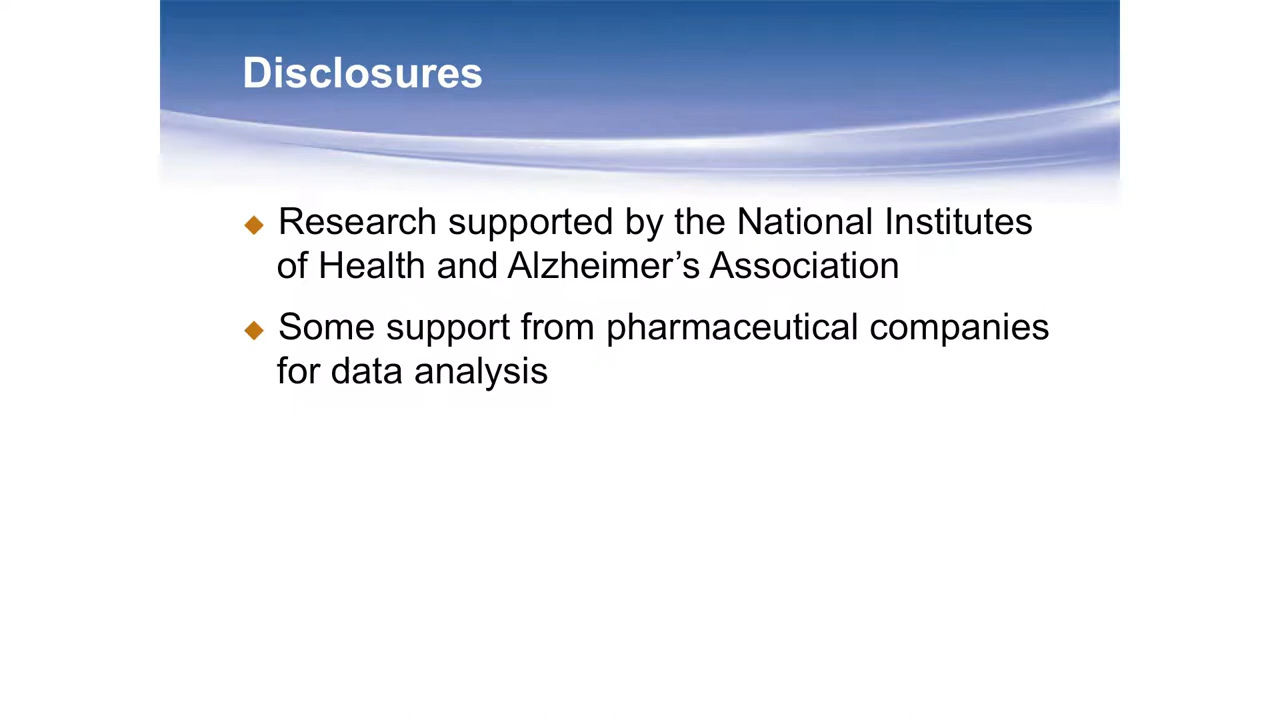 Disclosures
Research supported by the National Institutes
of Health and Alzheimer’s Association
Some support from pharmaceutical companies
for data analysis